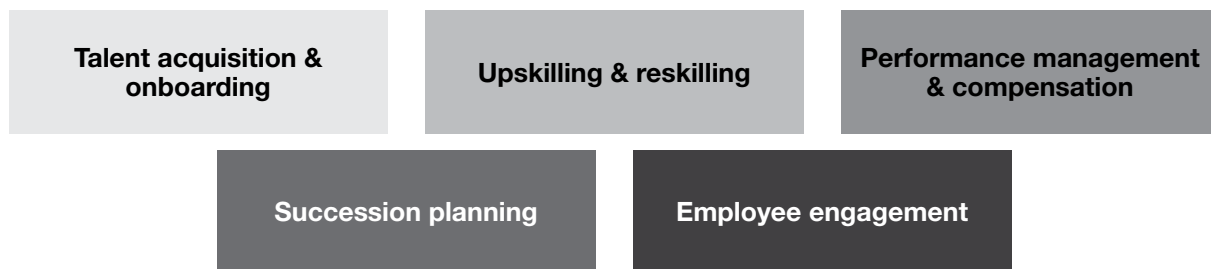 Talent acquisition &
onboarding
Upskilling & reskilling
Performance management
& compensation
Succession planning
Employee engagement